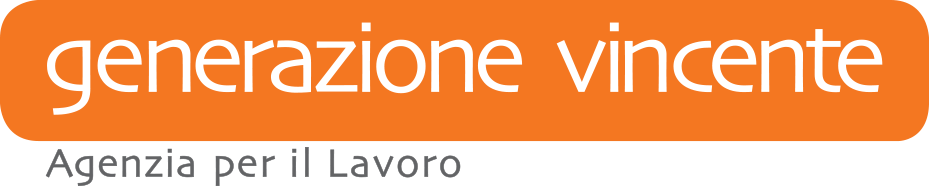 generazione vincente
Agenzia per il Lavoro